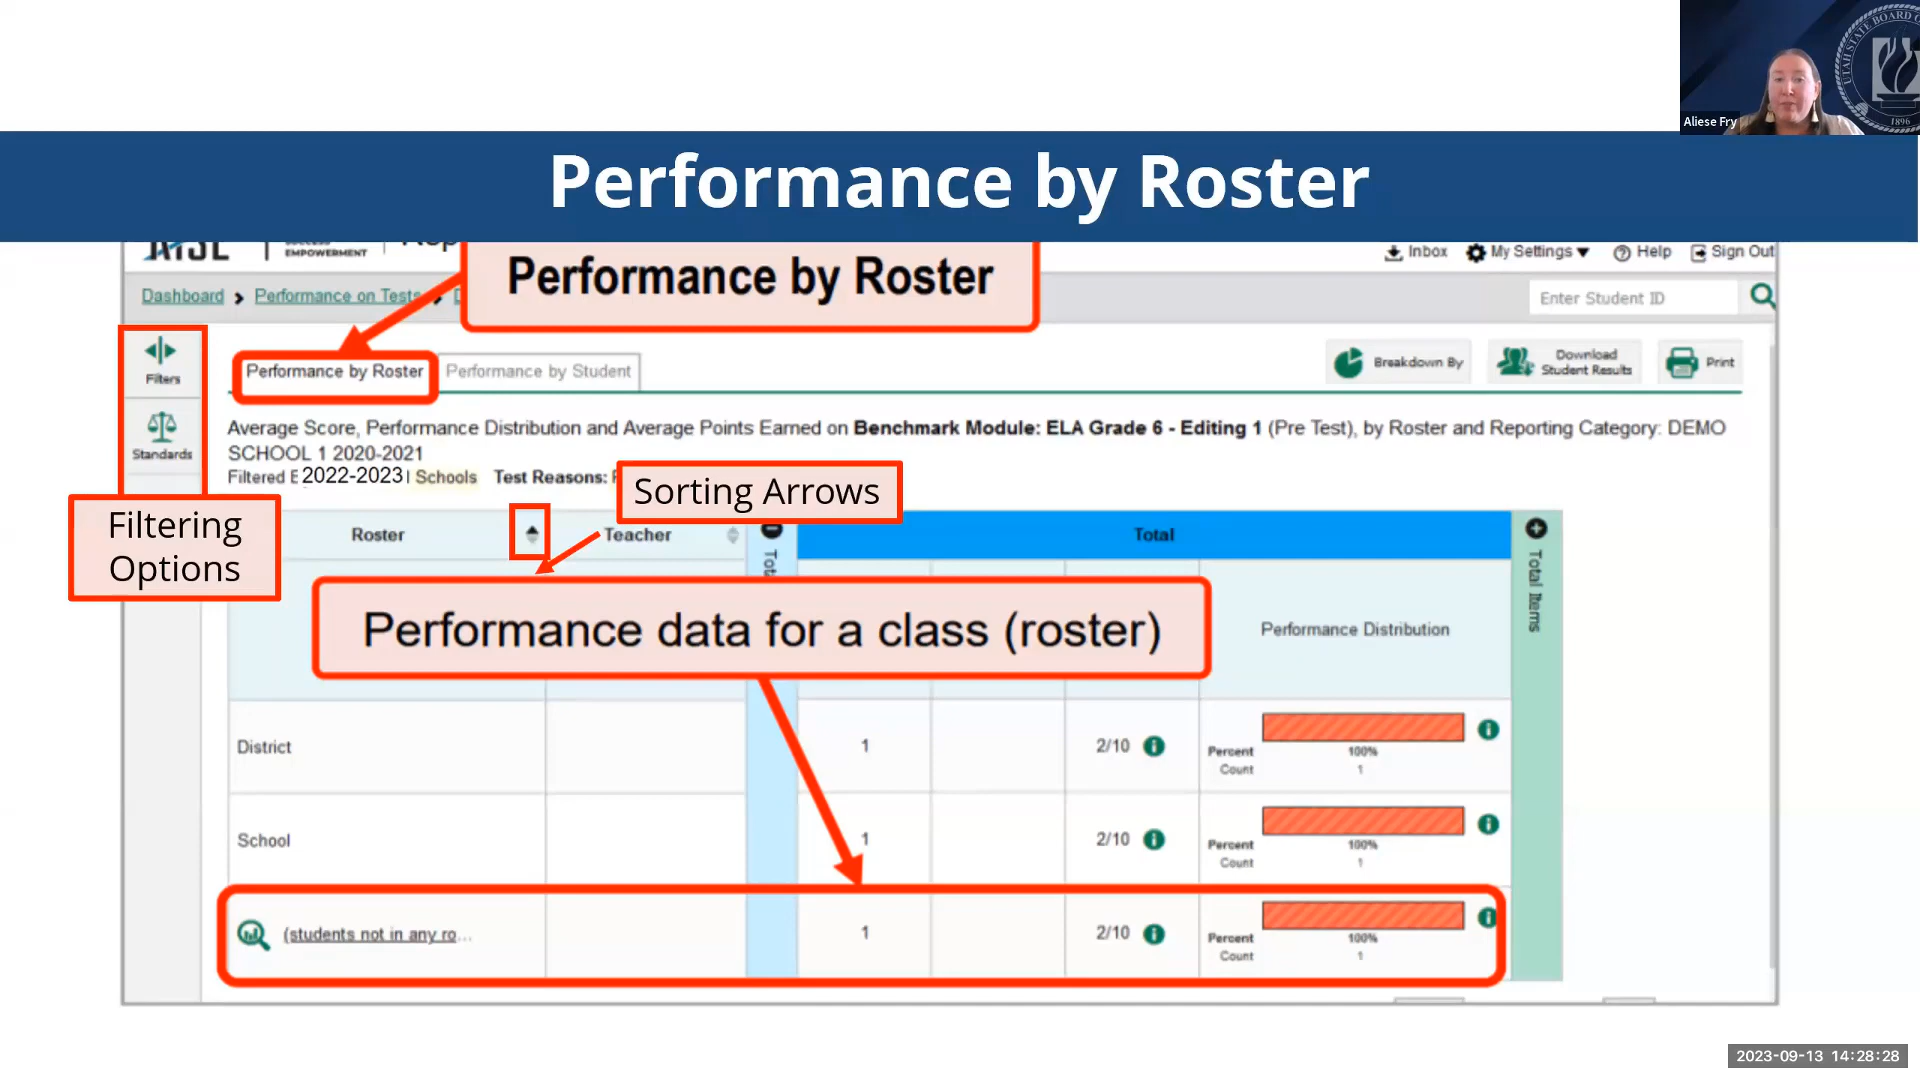 Aliese Fry
UTAH STATE BOARD
1896
Performance by Roster
EMPOWERMENT
Inbox My Settings Help Sign Out
Performance by Roster
Dashboard Performance on Tests
Enter Student ID
Filters
Standards
Performance by Roster Performance by Student
Breakdown By
Download
Student Results
Print
Average Score, Performance Distribution and Average Points Earned on Benchmark Module: ELA Grade 6 - Editing 1 (Pre Test), by Roster and Reporting Category: DEMO
SCHOOL 1 2020-2021
Filtered 2022-2023 Schools Test Reasons:
Sorting Arrows
Filtering
Options
Roster Teacher Total
Total Items
Performance data for a class (roster)
Performance Distribution
District 1 2/10
Percent 100%
Count 1
School 1 2/10
Percent 100%
Count 1
(students not in any ro... 1 2/10
Percent 100%
Count 1
2023-09-13 14:28:28